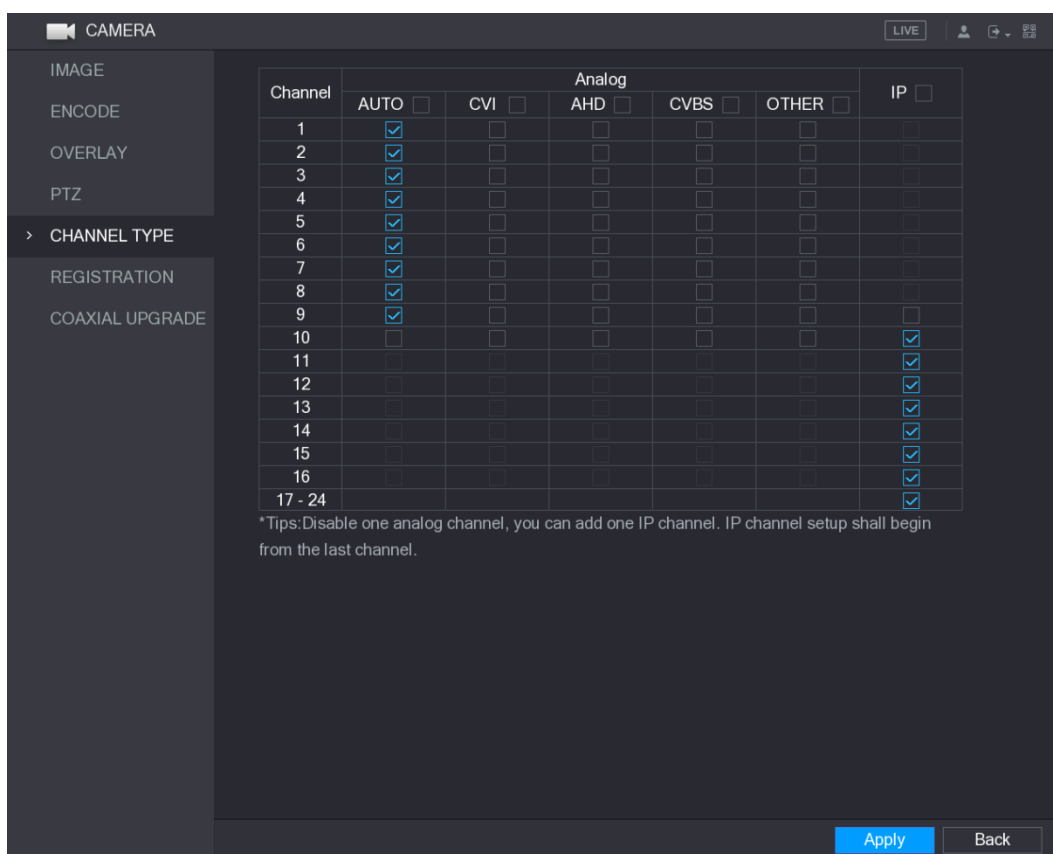 CAMERA
LIVE
IMAGE
ENCODE
OVERLAY
PTZ
> CHANNEL TYPE
REGISTRATION
COAXIAL UPGRADE
Channel Analog IP
AUTO CVI AHD CVBS OTHER
1
2
3
4
5
6
7
8
9
10
11
12
13
14
15
16
17 - 24
*Tips:Disable one analog channel, you can add one IP channel. IP channel setup shall begin
from the last channel.
Apply Back